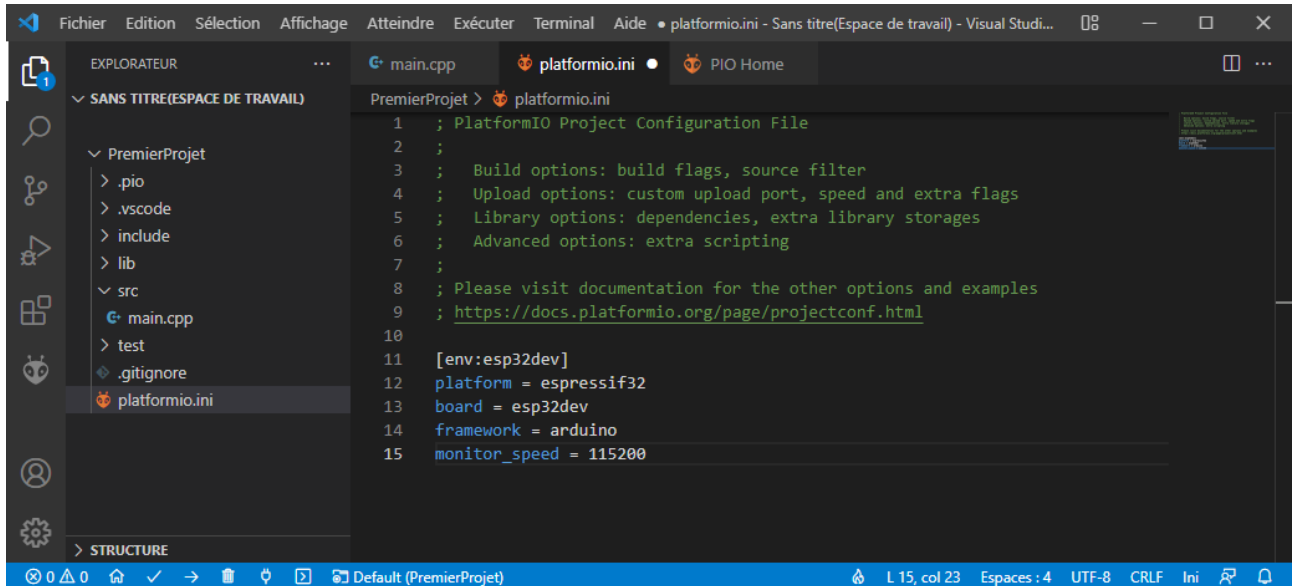 Fichier Edition Sélection Affichage Atteindre Exécuter Terminal Aide ● platformio.ini - Sans titre(Espace de travail) - Visual Studi...
EXPLORATEUR ...
main.cpp platformio.ini ● PIO Home
SANS TITRE(ESPACE DE TRAVAIL)
PremierProjet > platformio.ini
PremierProjet
.pio
.vscode
include
lib
src
main.cpp
test
.gitignore
platformio.ini
STRUCTURE
1 ; PlatformIO Project Configuration File
2 ;
3 ; Build options: build flags, source filter
4 ; Upload options: custom upload port, speed and extra flags
5 ; Library options: dependencies, extra library storages
6 ; Advanced options: extra scripting
7 ;
8 ; Please visit documentation for the other options and examples
9 ; https://docs.platformio.org/page/projectconf.html
10
11 [env:esp32dev]
12 platform = espressif32
13 board = esp32dev
14 framework = arduino
15 monitor_speed = 115200
1
0 0 Default (PremierProjet) L 15, col 23 Espaces : 4 UTF-8 CRLF Ini